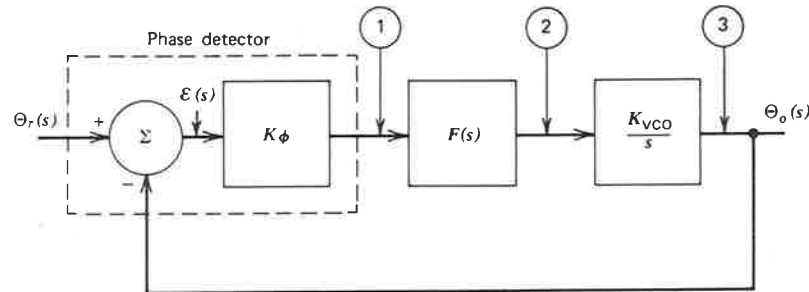 1
2
3
Phase detector
Θr(s)
+
−
Σ
ℰ(s)
Kϕ
F(s)
KVCO
s
Θo(s)